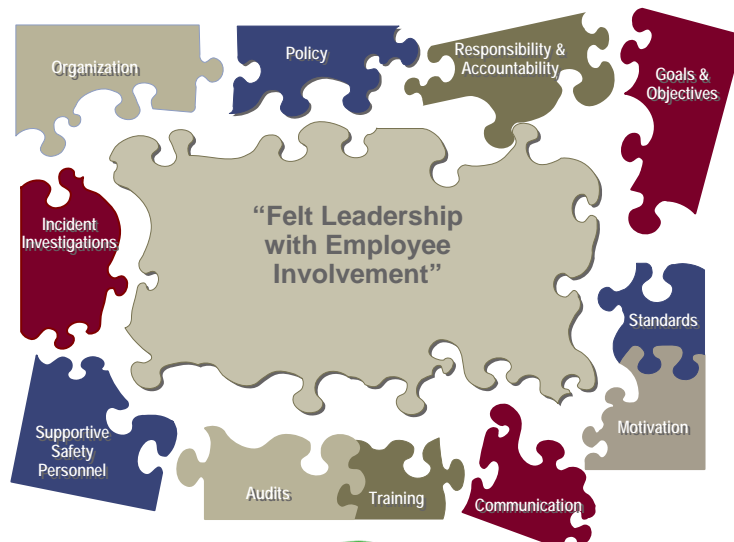 Organization
Policy
Responsibility &
Accountability
Goals &
Objectives
“Felt Leadership
with Employee
Involvement”
Incident
Investigations
Standards
Motivation
Supportive
Safety
Personnel
Audits
Training
Communication